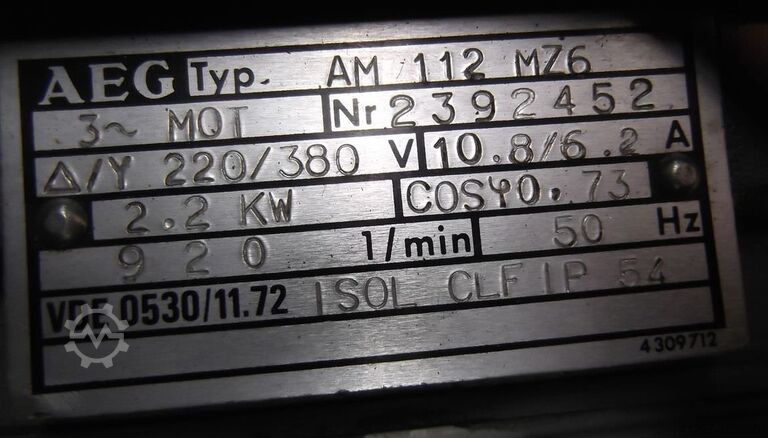 AEG Typ. AM 112 MZ6
3~ MOT Nr 2392452
Δ/Y 220/380 V 10.8/6.2 A
2.2 KW COSφ0.73
920 1/min 50 Hz
VDE 0530/11.72 ISOL CLF IP 54
4309712